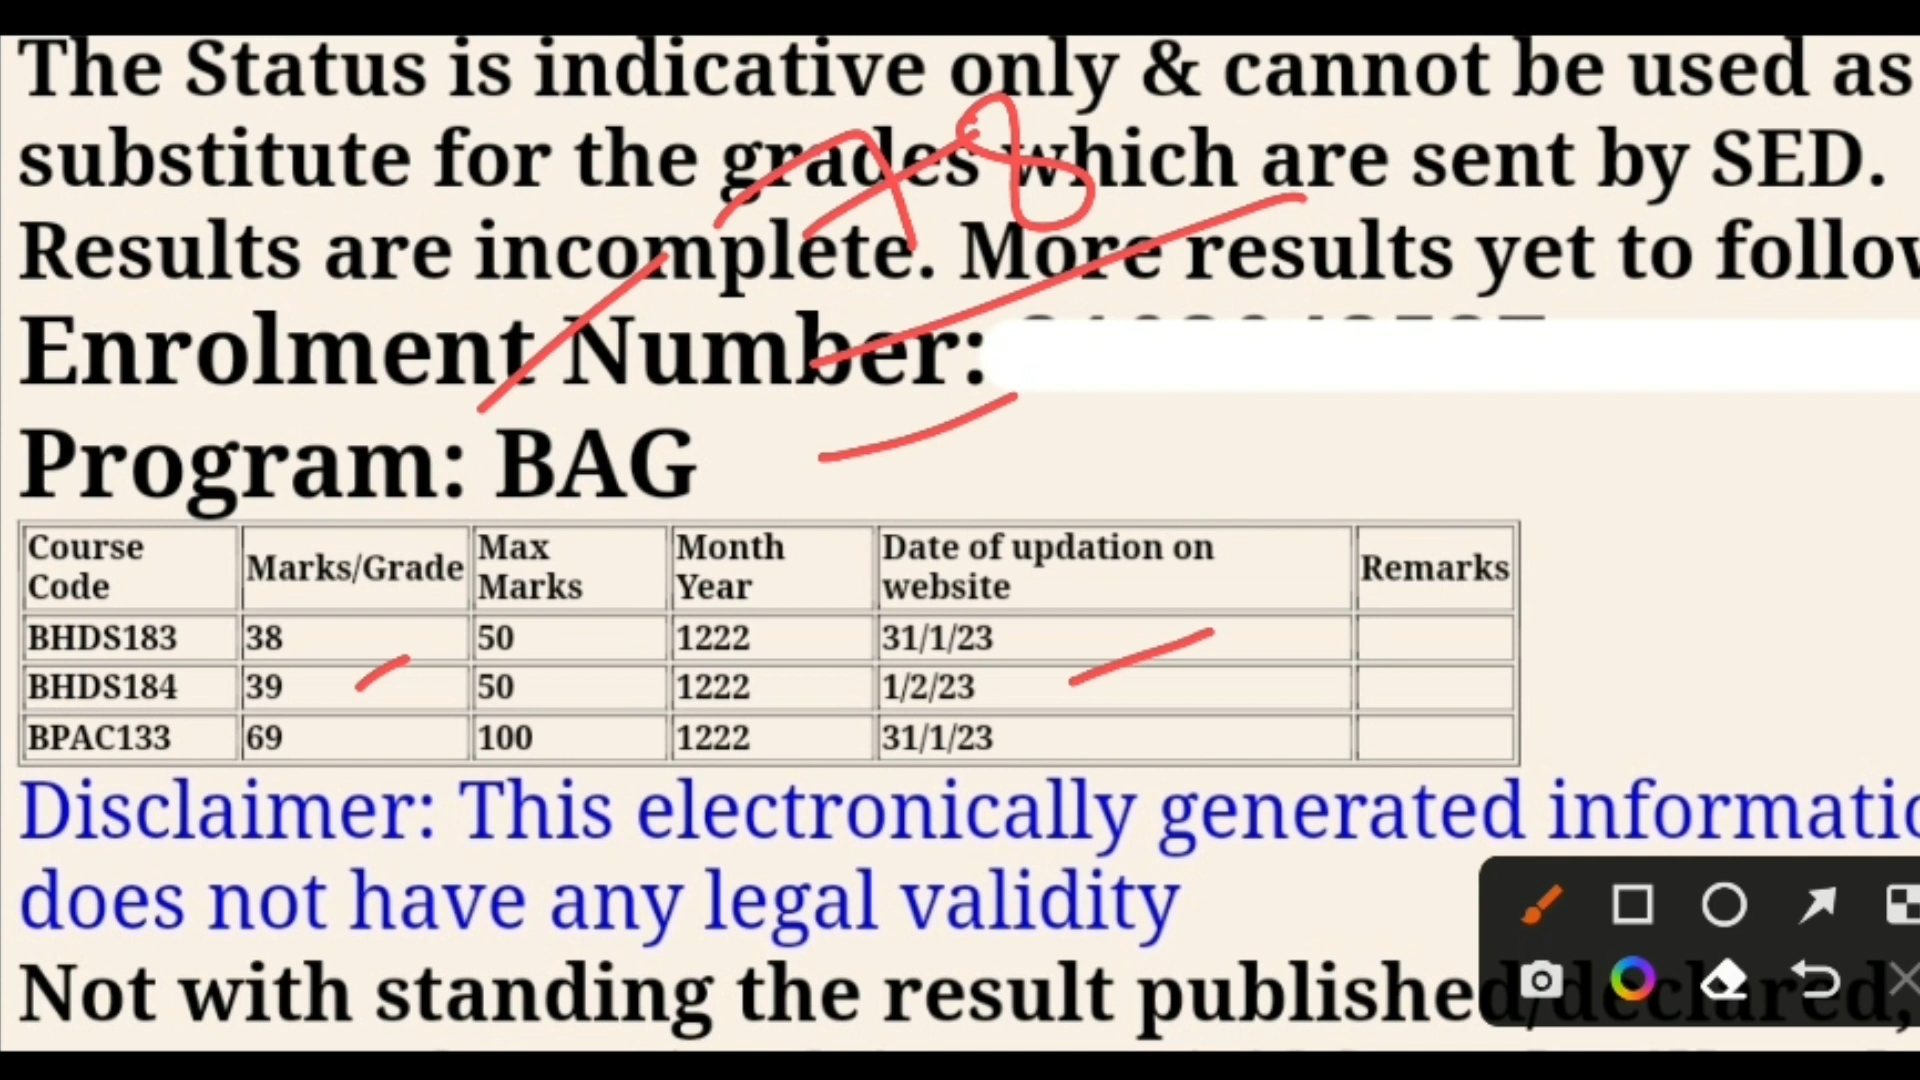 The Status is indicative only & cannot be used as
substitute for the grades which are sent by SED.
Results are incomplete. More results yet to follow
78
Enrolment Number:
Program: BAG
Course Code Marks/Grade Max Marks Month Year Date of updation on website Remarks
BHDS183 38 50 1222 31/1/23
BHDS184 39 50 1222 1/2/23
BPAC133 69 100 1222 31/1/23
Disclaimer: This electronically generated informatio
does not have any legal validity
Not with standing the result published/declared,